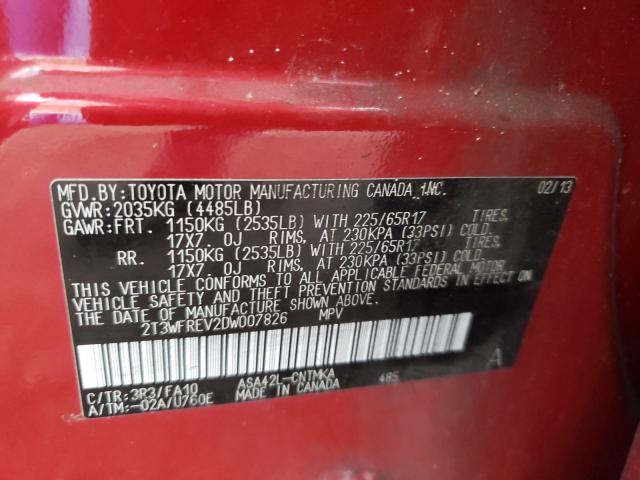 MFD.BY:TOYOTA MOTOR MANUFACTURING CANADA,INC. 02/13
GVWR:2035KG (4485LB)
GAWR:FRT. 1150KG (2535LB) WITH 225/65R17 TIRES.
17X7.0J RIMS, AT 230KPA (33PSI) COLD.
RR. 1150KG (2535LB) WITH 225/65R17 TIRES.
17X7.0J RIMS, AT 230KPA (33PSI) COLD.
THIS VEHICLE CONFORMS TO ALL APPLICABLE FEDERAL MOTOR
VEHICLE SAFETY AND THEFT PREVENTION STANDARDS IN EFFECT ON
THE DATE OF MANUFACTURE SHOWN ABOVE.
2T3WFREV2DW007826 MPV
A
C/TR:3R3/FA10 ASA42L-CNTMKA 485
A/TM:-02A/U760E MADE IN CANADA